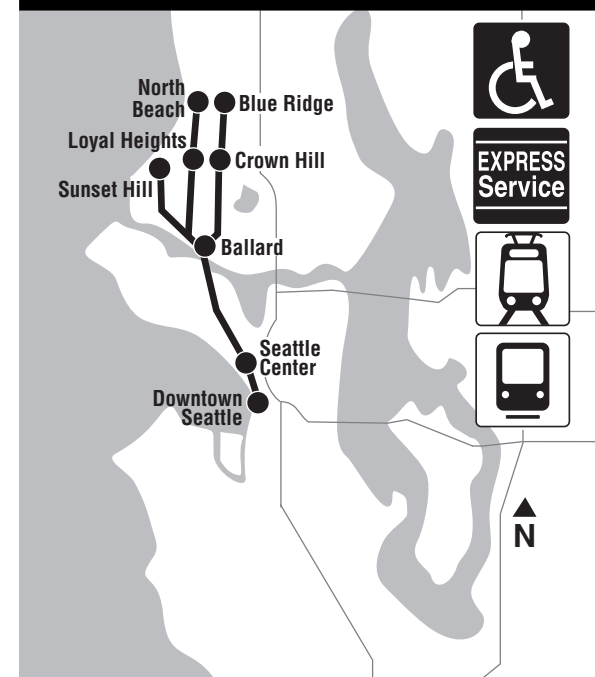 North
Beach
Blue Ridge
Loyal Heights
Crown Hill
Sunset Hill
Ballard
Seattle
Center
Downtown
Seattle
EXPRESS
Service
N